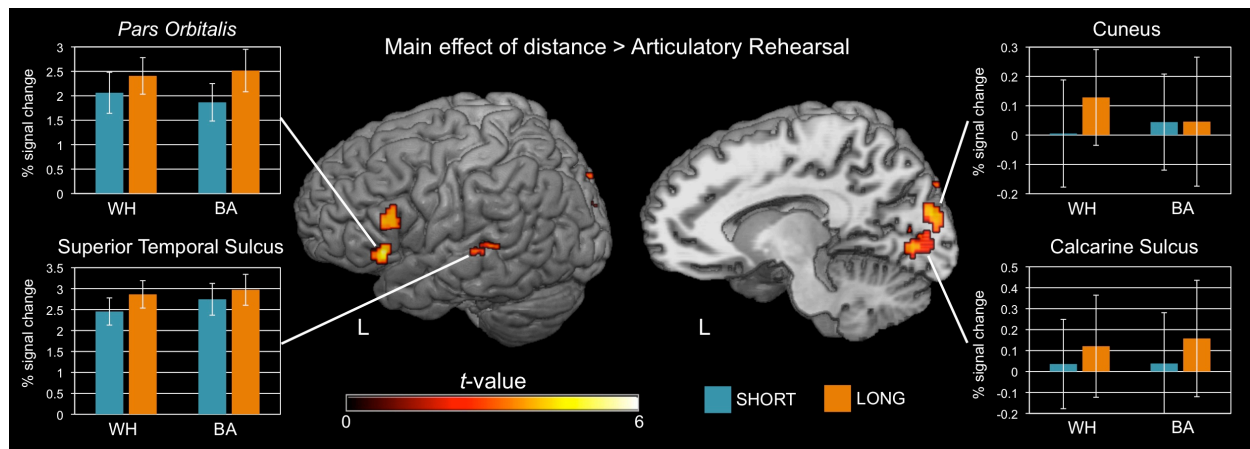 Pars Orbitalis
3
2.5
2
1.5
1
0.5
0
% signal change
WH BA
Superior Temporal Sulcus
3.5
3
2.5
2
1.5
1
0.5
0
% signal change
WH BA
Main effect of distance > Articulatory Rehearsal
L
L
t-value
0 6
SHORT LONG
Cuneus
0.3
0.2
0.1
0
-0.1
-0.2
% signal change
WH BA
Calcarine Sulcus
0.5
0.4
0.3
0.2
0.1
0
-0.1
-0.2
% signal change
WH BA